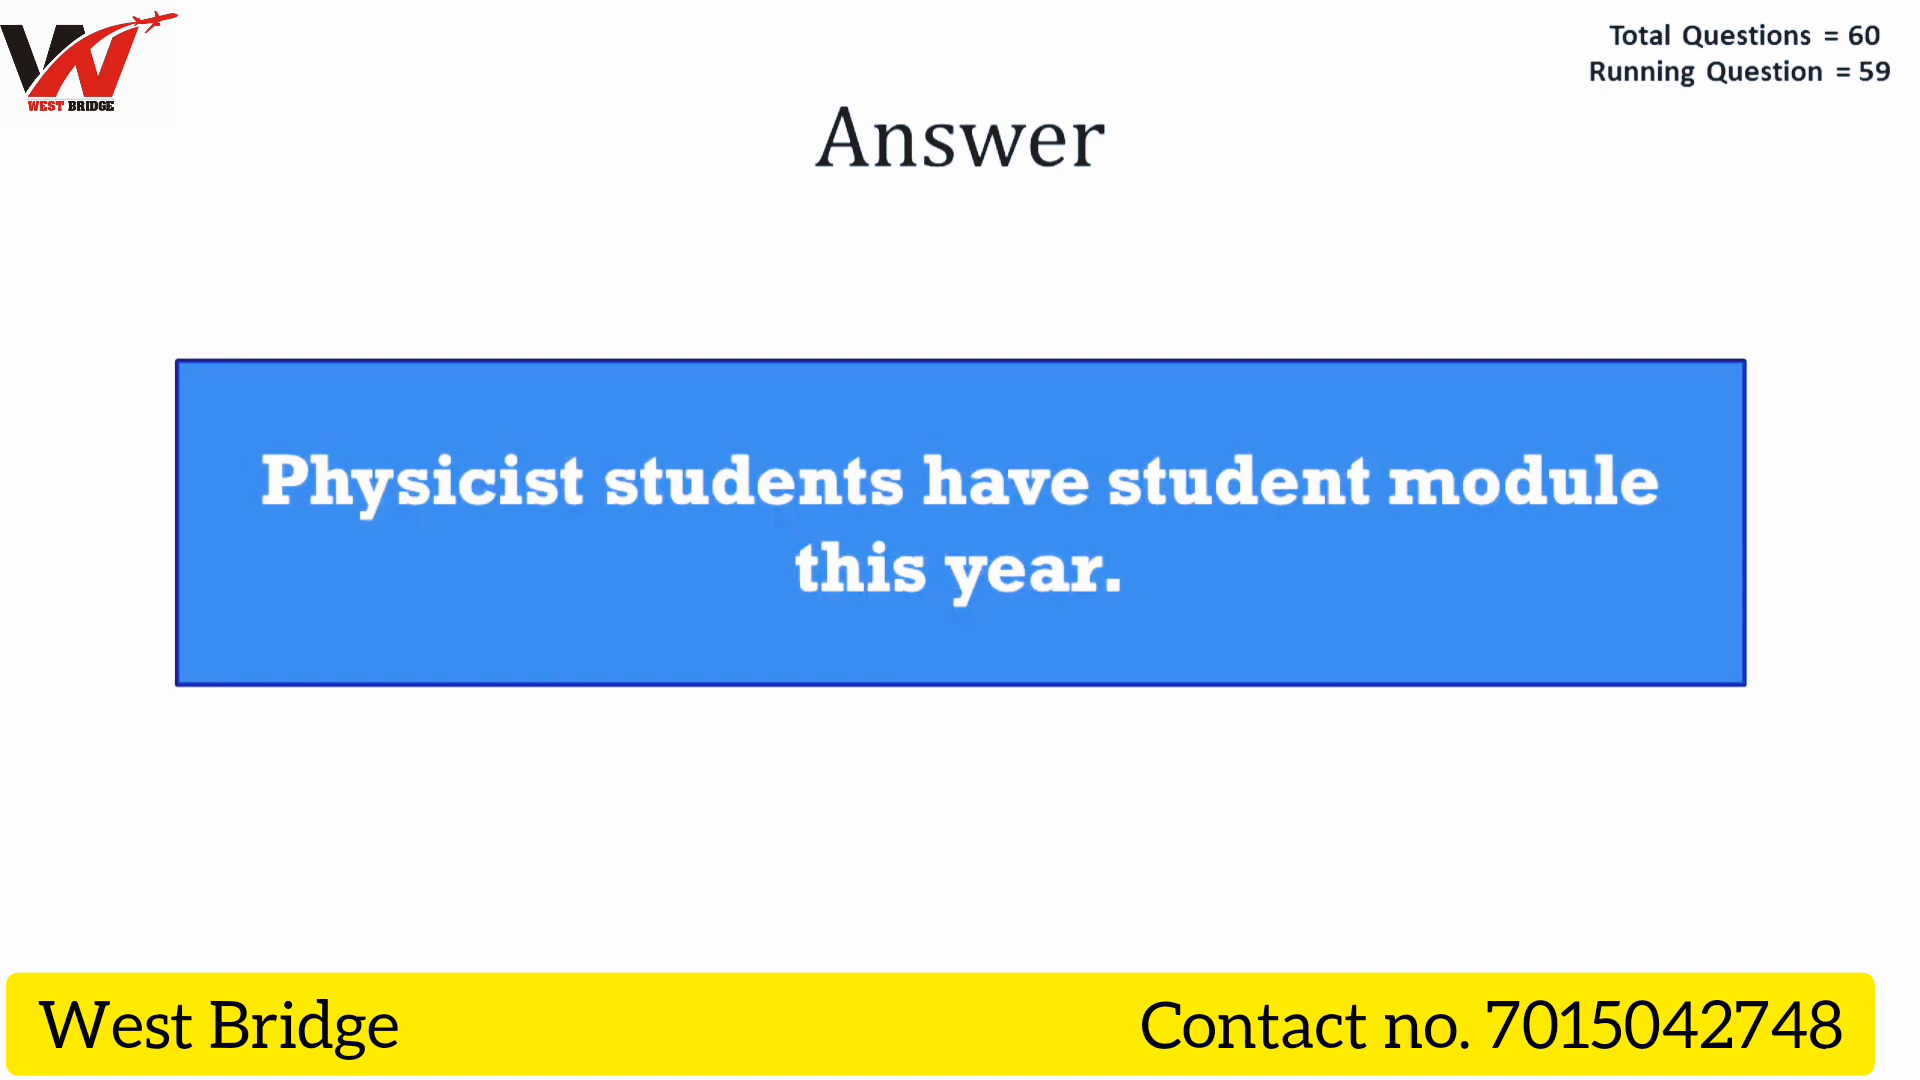 WEST BRIDGE
Total Questions = 60
Running Question = 59
Answer
Physicist students have student module
this year.
West Bridge
Contact no. 7015042748